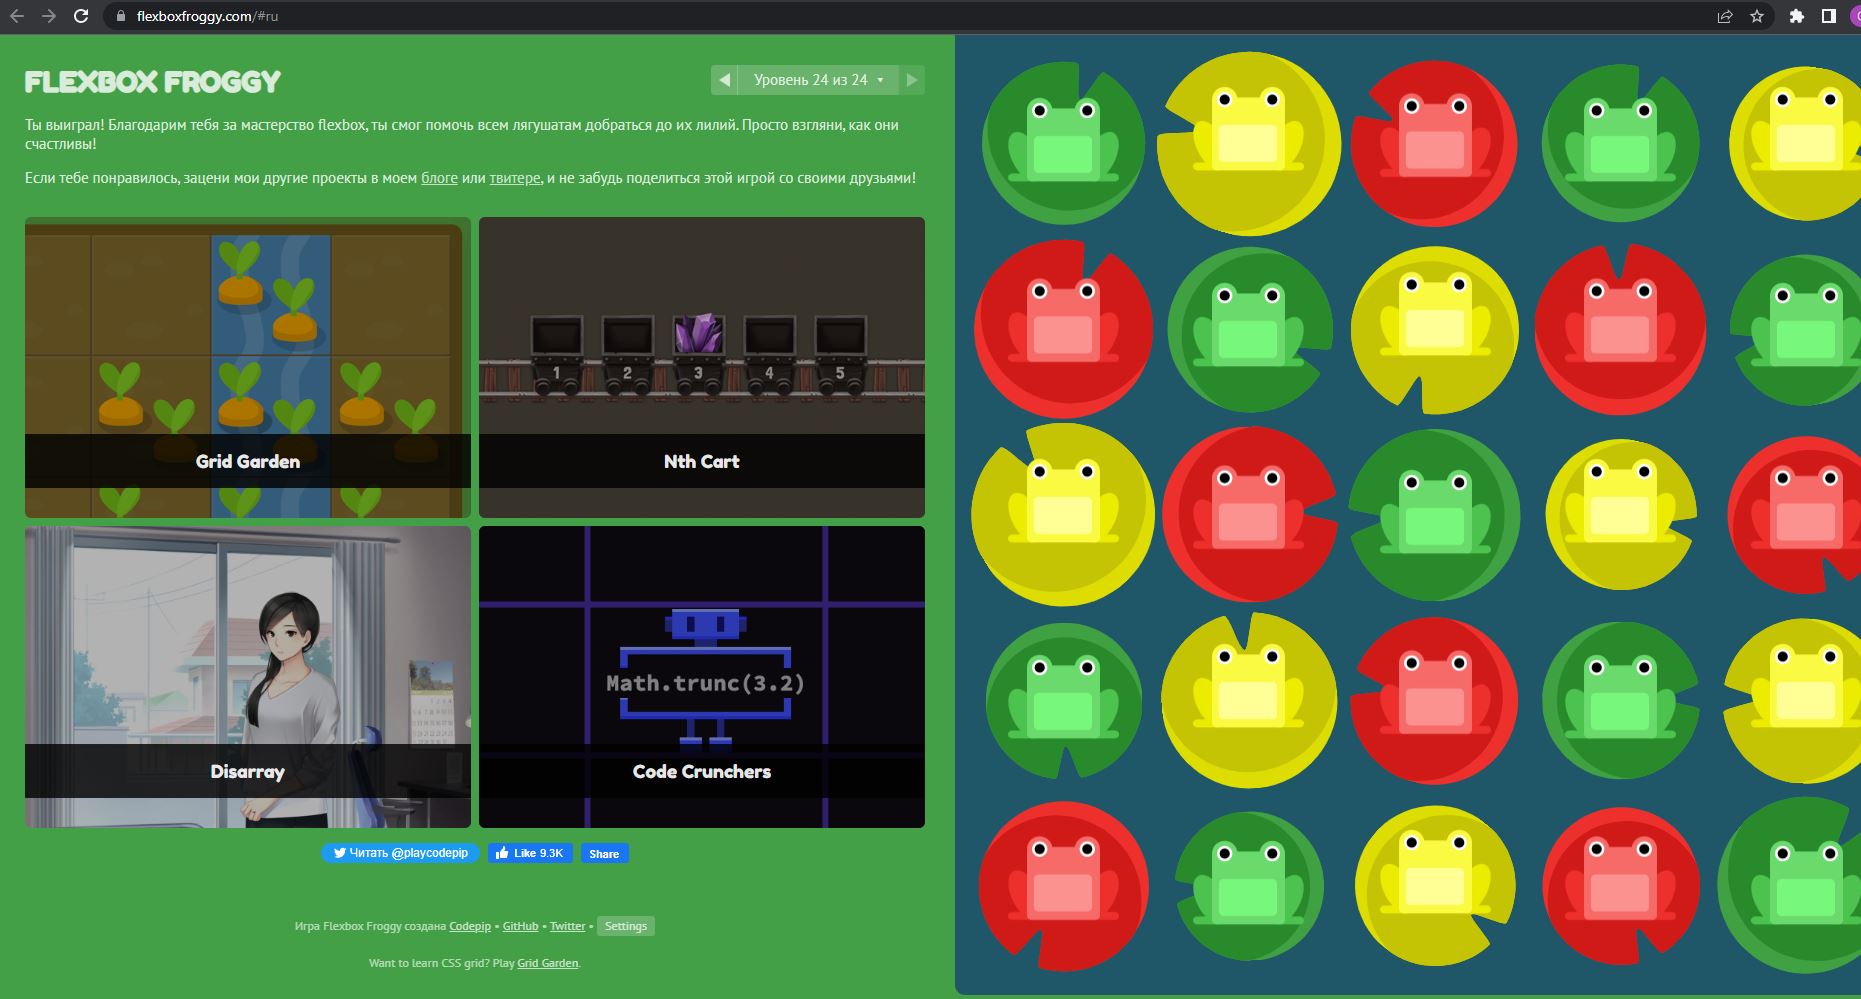 flexboxfroggy.com/#ru
FLEXBOX FROGGY
Уровень 24 из 24
Ты выиграл! Благодарим тебя за мастерство flexbox, ты смог помочь всем лягушатам добраться до их лилий. Просто взгляни, как они
счастливы!
Если тебе понравилось, зацени мои другие проекты в моем блоге или твитере, и не забудь поделиться этой игрой со своими друзьями!
1 2 3 4 5
Grid Garden
Nth Cart
Math.trunc(3.2)
Disarray
Code Crunchers
Читать @playcodepip
Like 9.3K
Share
Игра Flexbox Froggy создана Codepip • GitHub • Twitter • Settings
Want to learn CSS grid? Play Grid Garden.